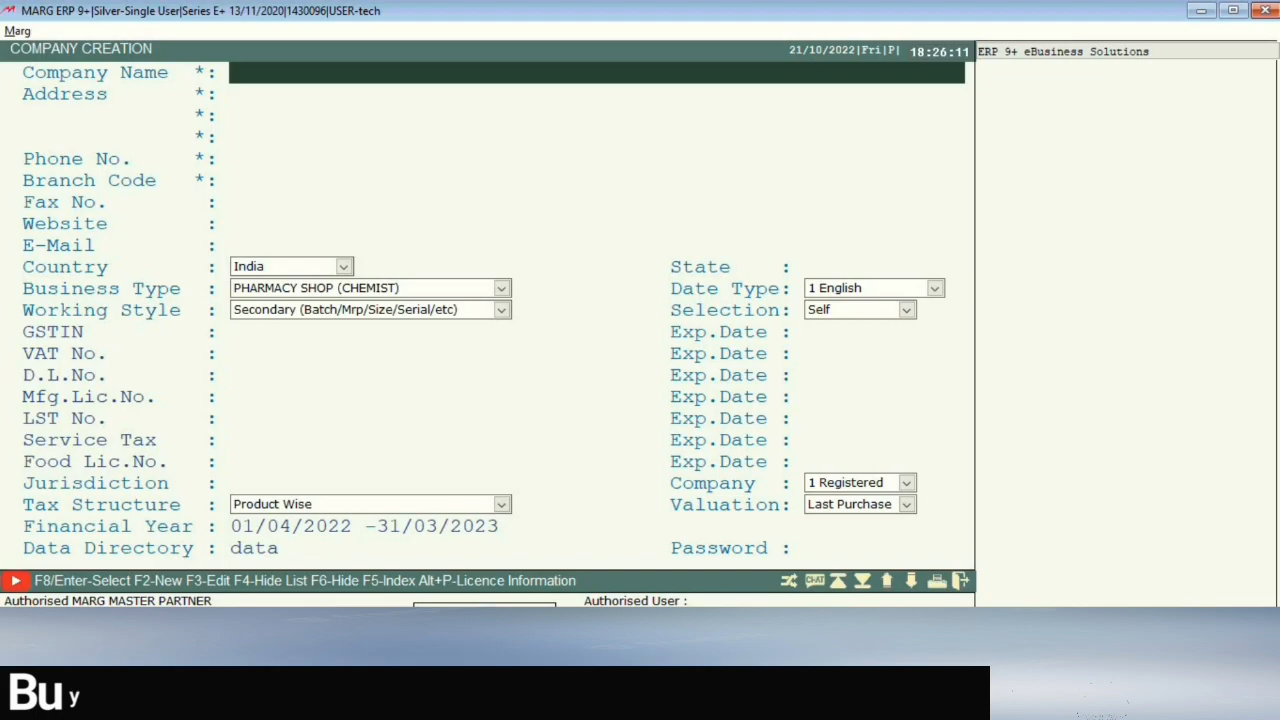 MARG ERP 9+|Silver-Single User|Series E+ 13/11/2020|1430096|USER-tech
Marg
COMPANY CREATION 21/10/2022|Fri|P| 18:26:11 ERP 9+ eBusiness Solutions
Company Name *:
Address *:
*:
*:
Phone No. *:
Branch Code *:
Fax No. :
Website :
E-Mail :
Country : India State :
Business Type : PHARMACY SHOP (CHEMIST) Date Type: 1 English
Working Style : Secondary (Batch/Mrp/Size/Serial/etc) Selection: Self
GSTIN : Exp.Date :
VAT No. : Exp.Date :
D.L.No. : Exp.Date :
Mfg.Lic.No. : Exp.Date :
LST No. : Exp.Date :
Service Tax : Exp.Date :
Food Lic.No. : Exp.Date :
Jurisdiction : Company : 1 Registered
Tax Structure : Product Wise Valuation: Last Purchase
Financial Year : 01/04/2022 -31/03/2023
Data Directory : data Password :
F8/Enter-Select F2-New F3-Edit F4-Hide List F6-Hide F5-Index Alt+P-Licence Information CHAT
Authorised MARG MASTER PARTNER Authorised User :
Buy